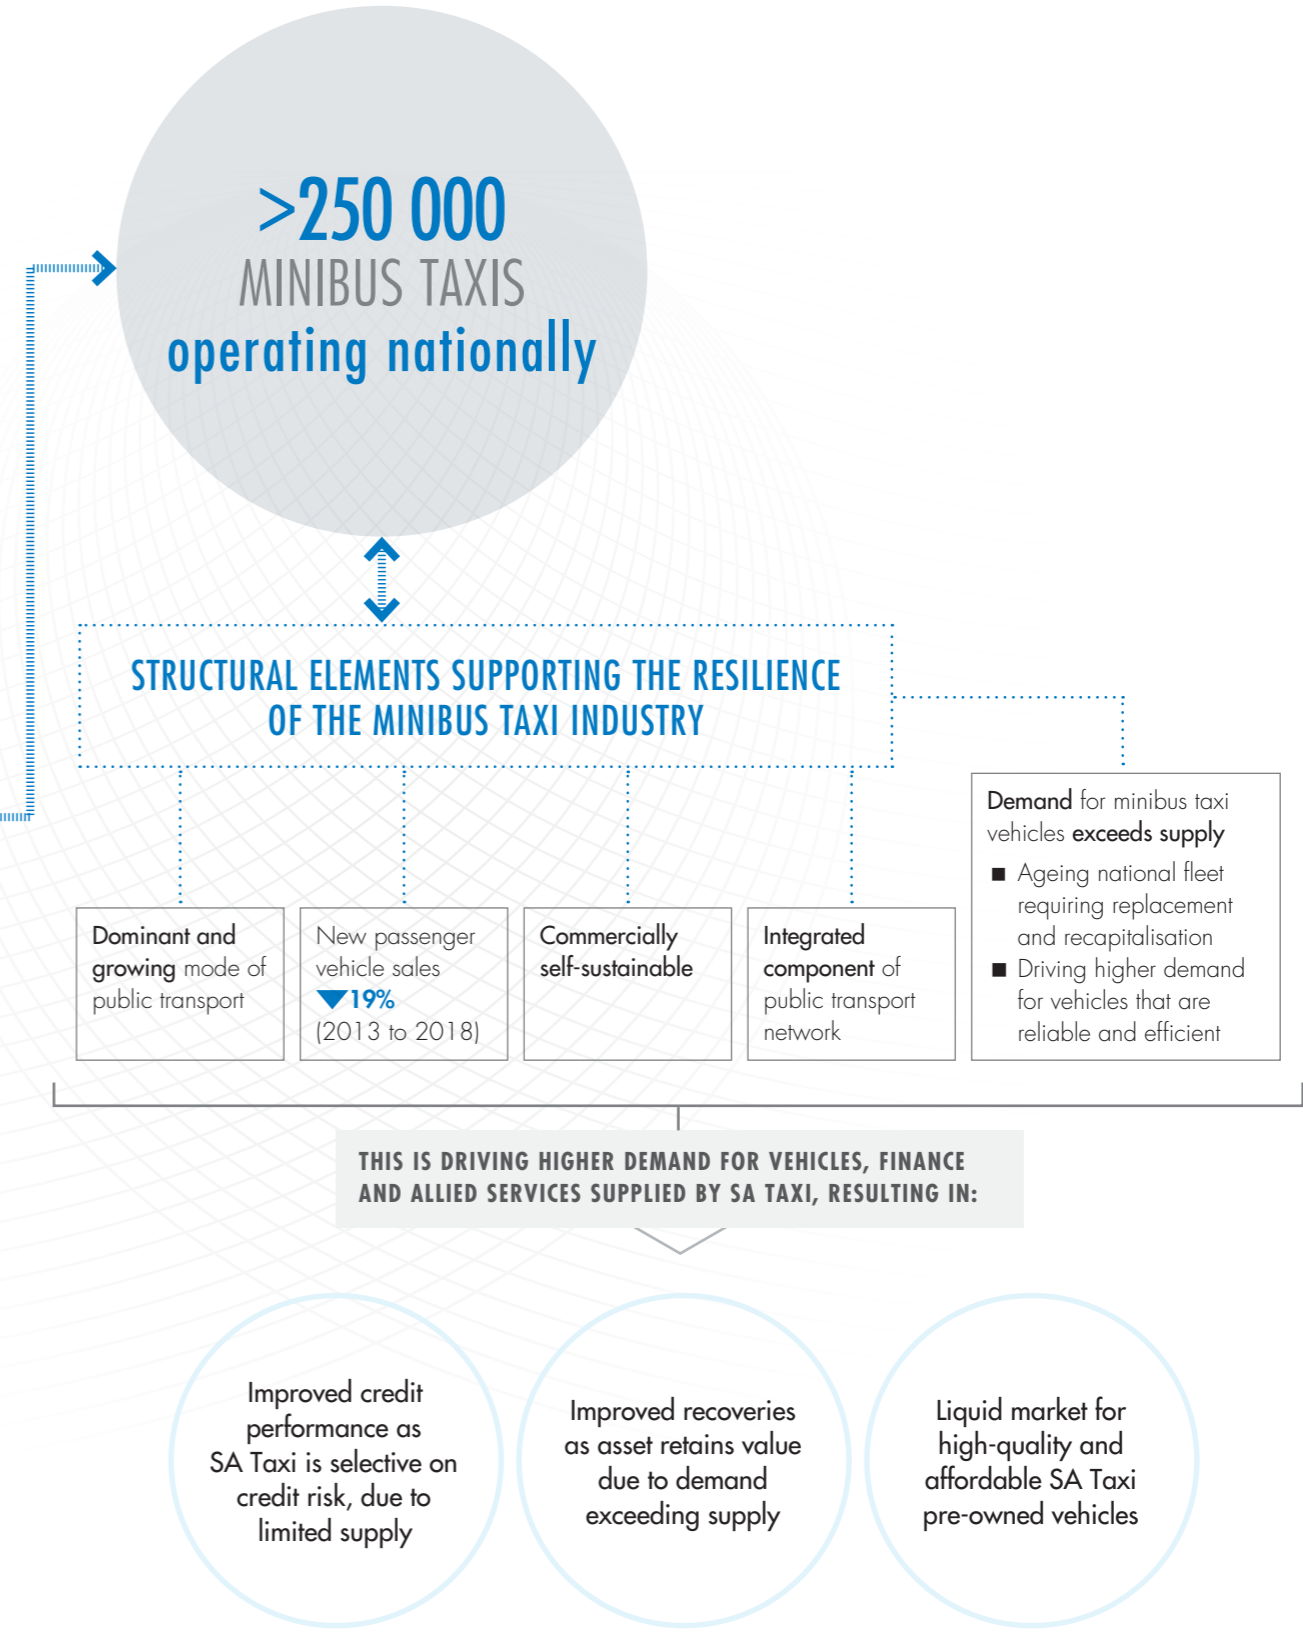 >250 000
MINIBUS TAXIS
operating nationally
STRUCTURAL ELEMENTS SUPPORTING THE RESILIENCE
OF THE MINIBUS TAXI INDUSTRY
Dominant and
growing mode of
public transport
New passenger
vehicle sales
▼19%
(2013 to 2018)
Commercially
self-sustainable
Integrated
component of
public transport
network
Demand for minibus taxi
vehicles exceeds supply
■ Ageing national fleet
requiring replacement
and recapitalisation
■ Driving higher demand
for vehicles that are
reliable and efficient
THIS IS DRIVING HIGHER DEMAND FOR VEHICLES, FINANCE
AND ALLIED SERVICES SUPPLIED BY SA TAXI, RESULTING IN:
Improved credit
performance as
SA Taxi is selective on
credit risk, due to
limited supply
Improved recoveries
as asset retains value
due to demand
exceeding supply
Liquid market for
high-quality and
affordable SA Taxi
pre-owned vehicles